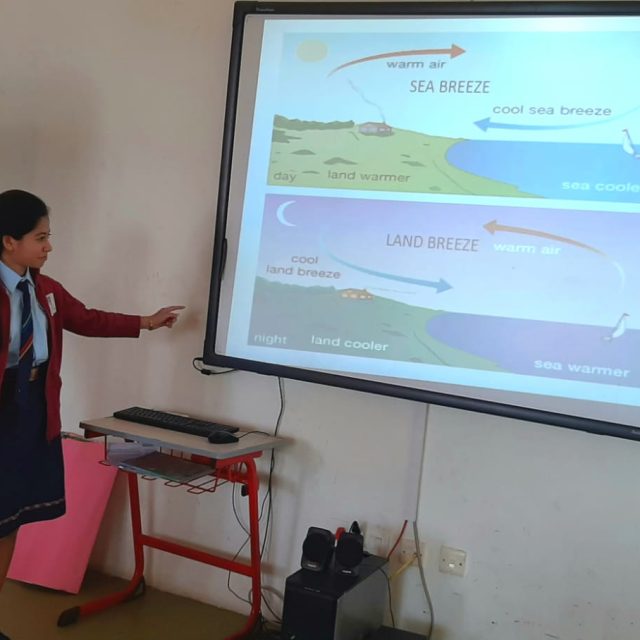 warm air
SEA BREEZE
cool sea breeze
day
land warmer
sea coole
LAND BREEZE
warm air
cool
land breeze
night
land cooler
sea warmer